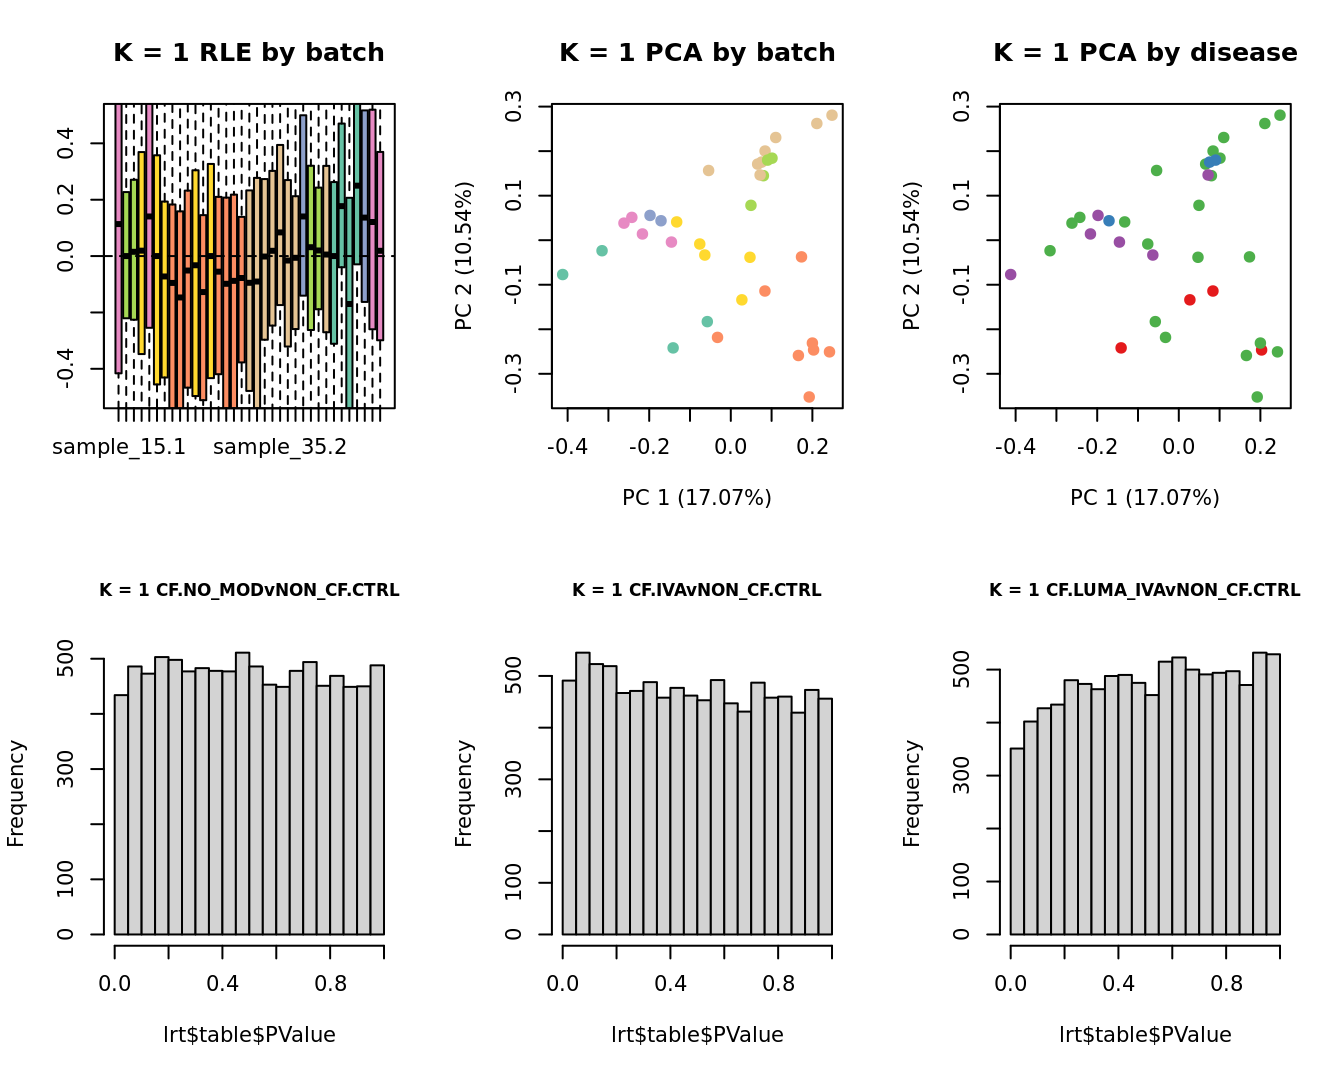 K = 1 RLE by batch
0.4
0.2
0.0
-0.4
sample_15.1 sample_35.2
K = 1 PCA by batch
PC 2 (10.54%)
0.3
0.1
-0.1
-0.3
-0.4 -0.2 0.0 0.2
PC 1 (17.07%)
K = 1 PCA by disease
PC 2 (10.54%)
0.3
0.1
-0.1
-0.3
-0.4 -0.2 0.0 0.2
PC 1 (17.07%)
K = 1 CF.NO_MODvNON_CF.CTRL
Frequency
500
300
100
0
0.0 0.4 0.8
lrt$table$PValue
K = 1 CF.IVAvNON_CF.CTRL
Frequency
500
300
100
0
0.0 0.4 0.8
lrt$table$PValue
K = 1 CF.LUMA_IVAvNON_CF.CTRL
Frequency
500
300
100
0
0.0 0.4 0.8
lrt$table$PValue